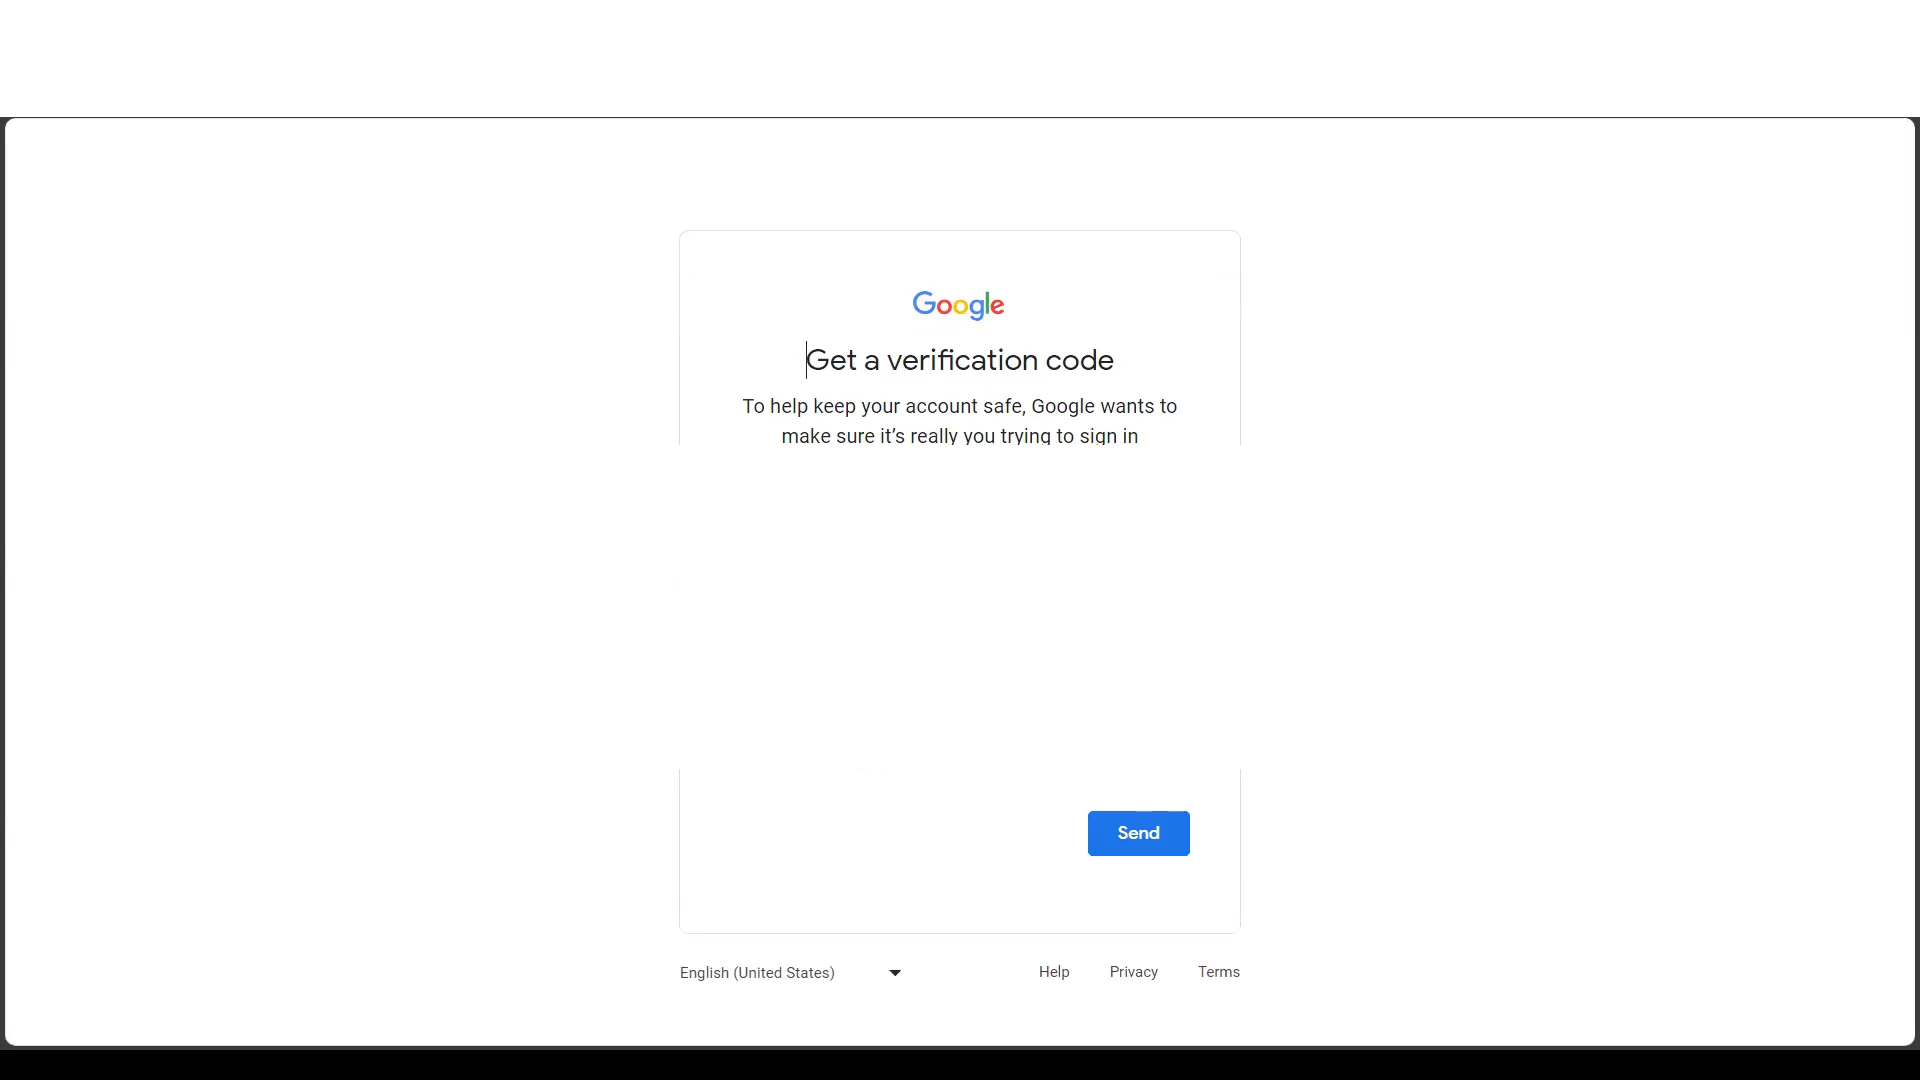 Google
Get a verification code
To help keep your account safe, Google wants to
make sure it’s really you trying to sign in
Send
English (United States)
Help Privacy Terms